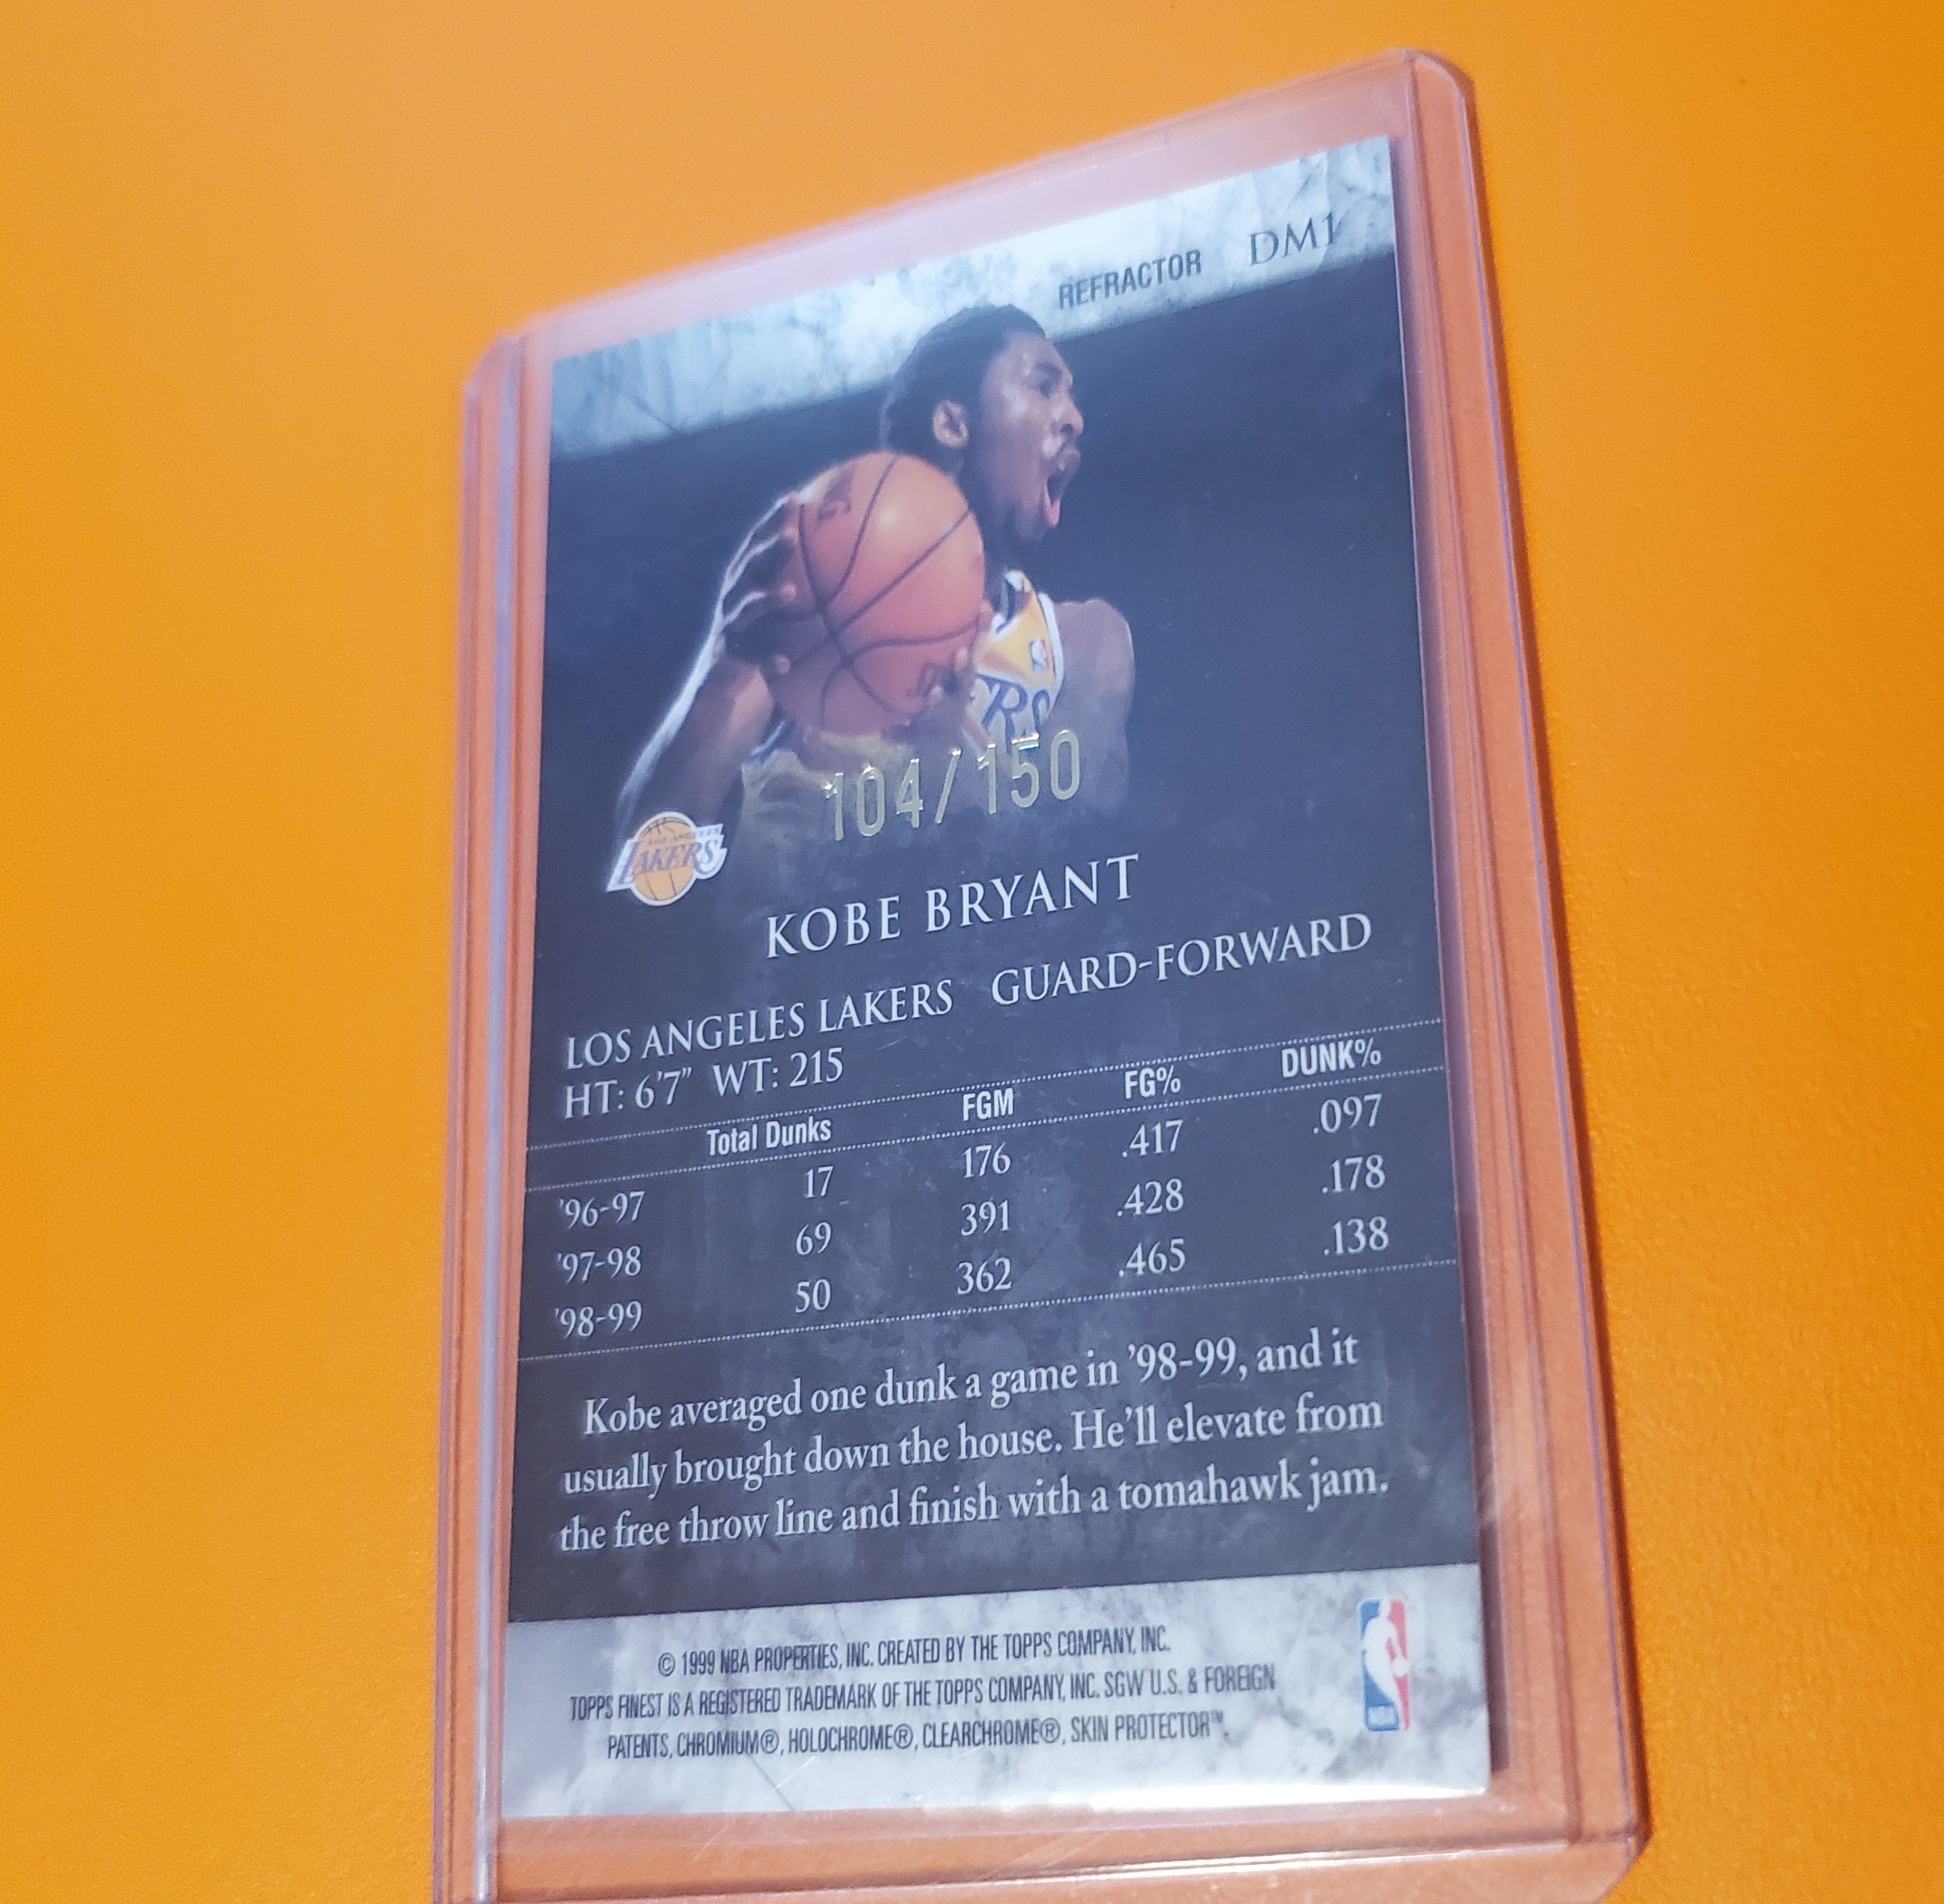 REFRACTOR DM1
RS
104/150
LOS ANGELES
LAKERS
KOBE BRYANT
LOS ANGELES LAKERS GUARD-FORWARD
HT: 6'7" WT: 215
Total Dunks FGM FG% DUNK%
'96-97 17 176 .417 .097
'97-98 69 391 .428 .178
'98-99 50 362 .465 .138
Kobe averaged one dunk a game in '98-99, and it
usually brought down the house. He'll elevate from
the free throw line and finish with a tomahawk jam.
© 1999 NBA PROPERTIES, INC. CREATED BY THE TOPPS COMPANY, INC.
TOPPS FINEST IS A REGISTERED TRADEMARK OF THE TOPPS COMPANY, INC. SGW U.S. & FOREIGN
PATENTS, CHROMIUM®, HOLOCHROME®, CLEARCHROME®, SKIN PROTECTOR™.
NBA